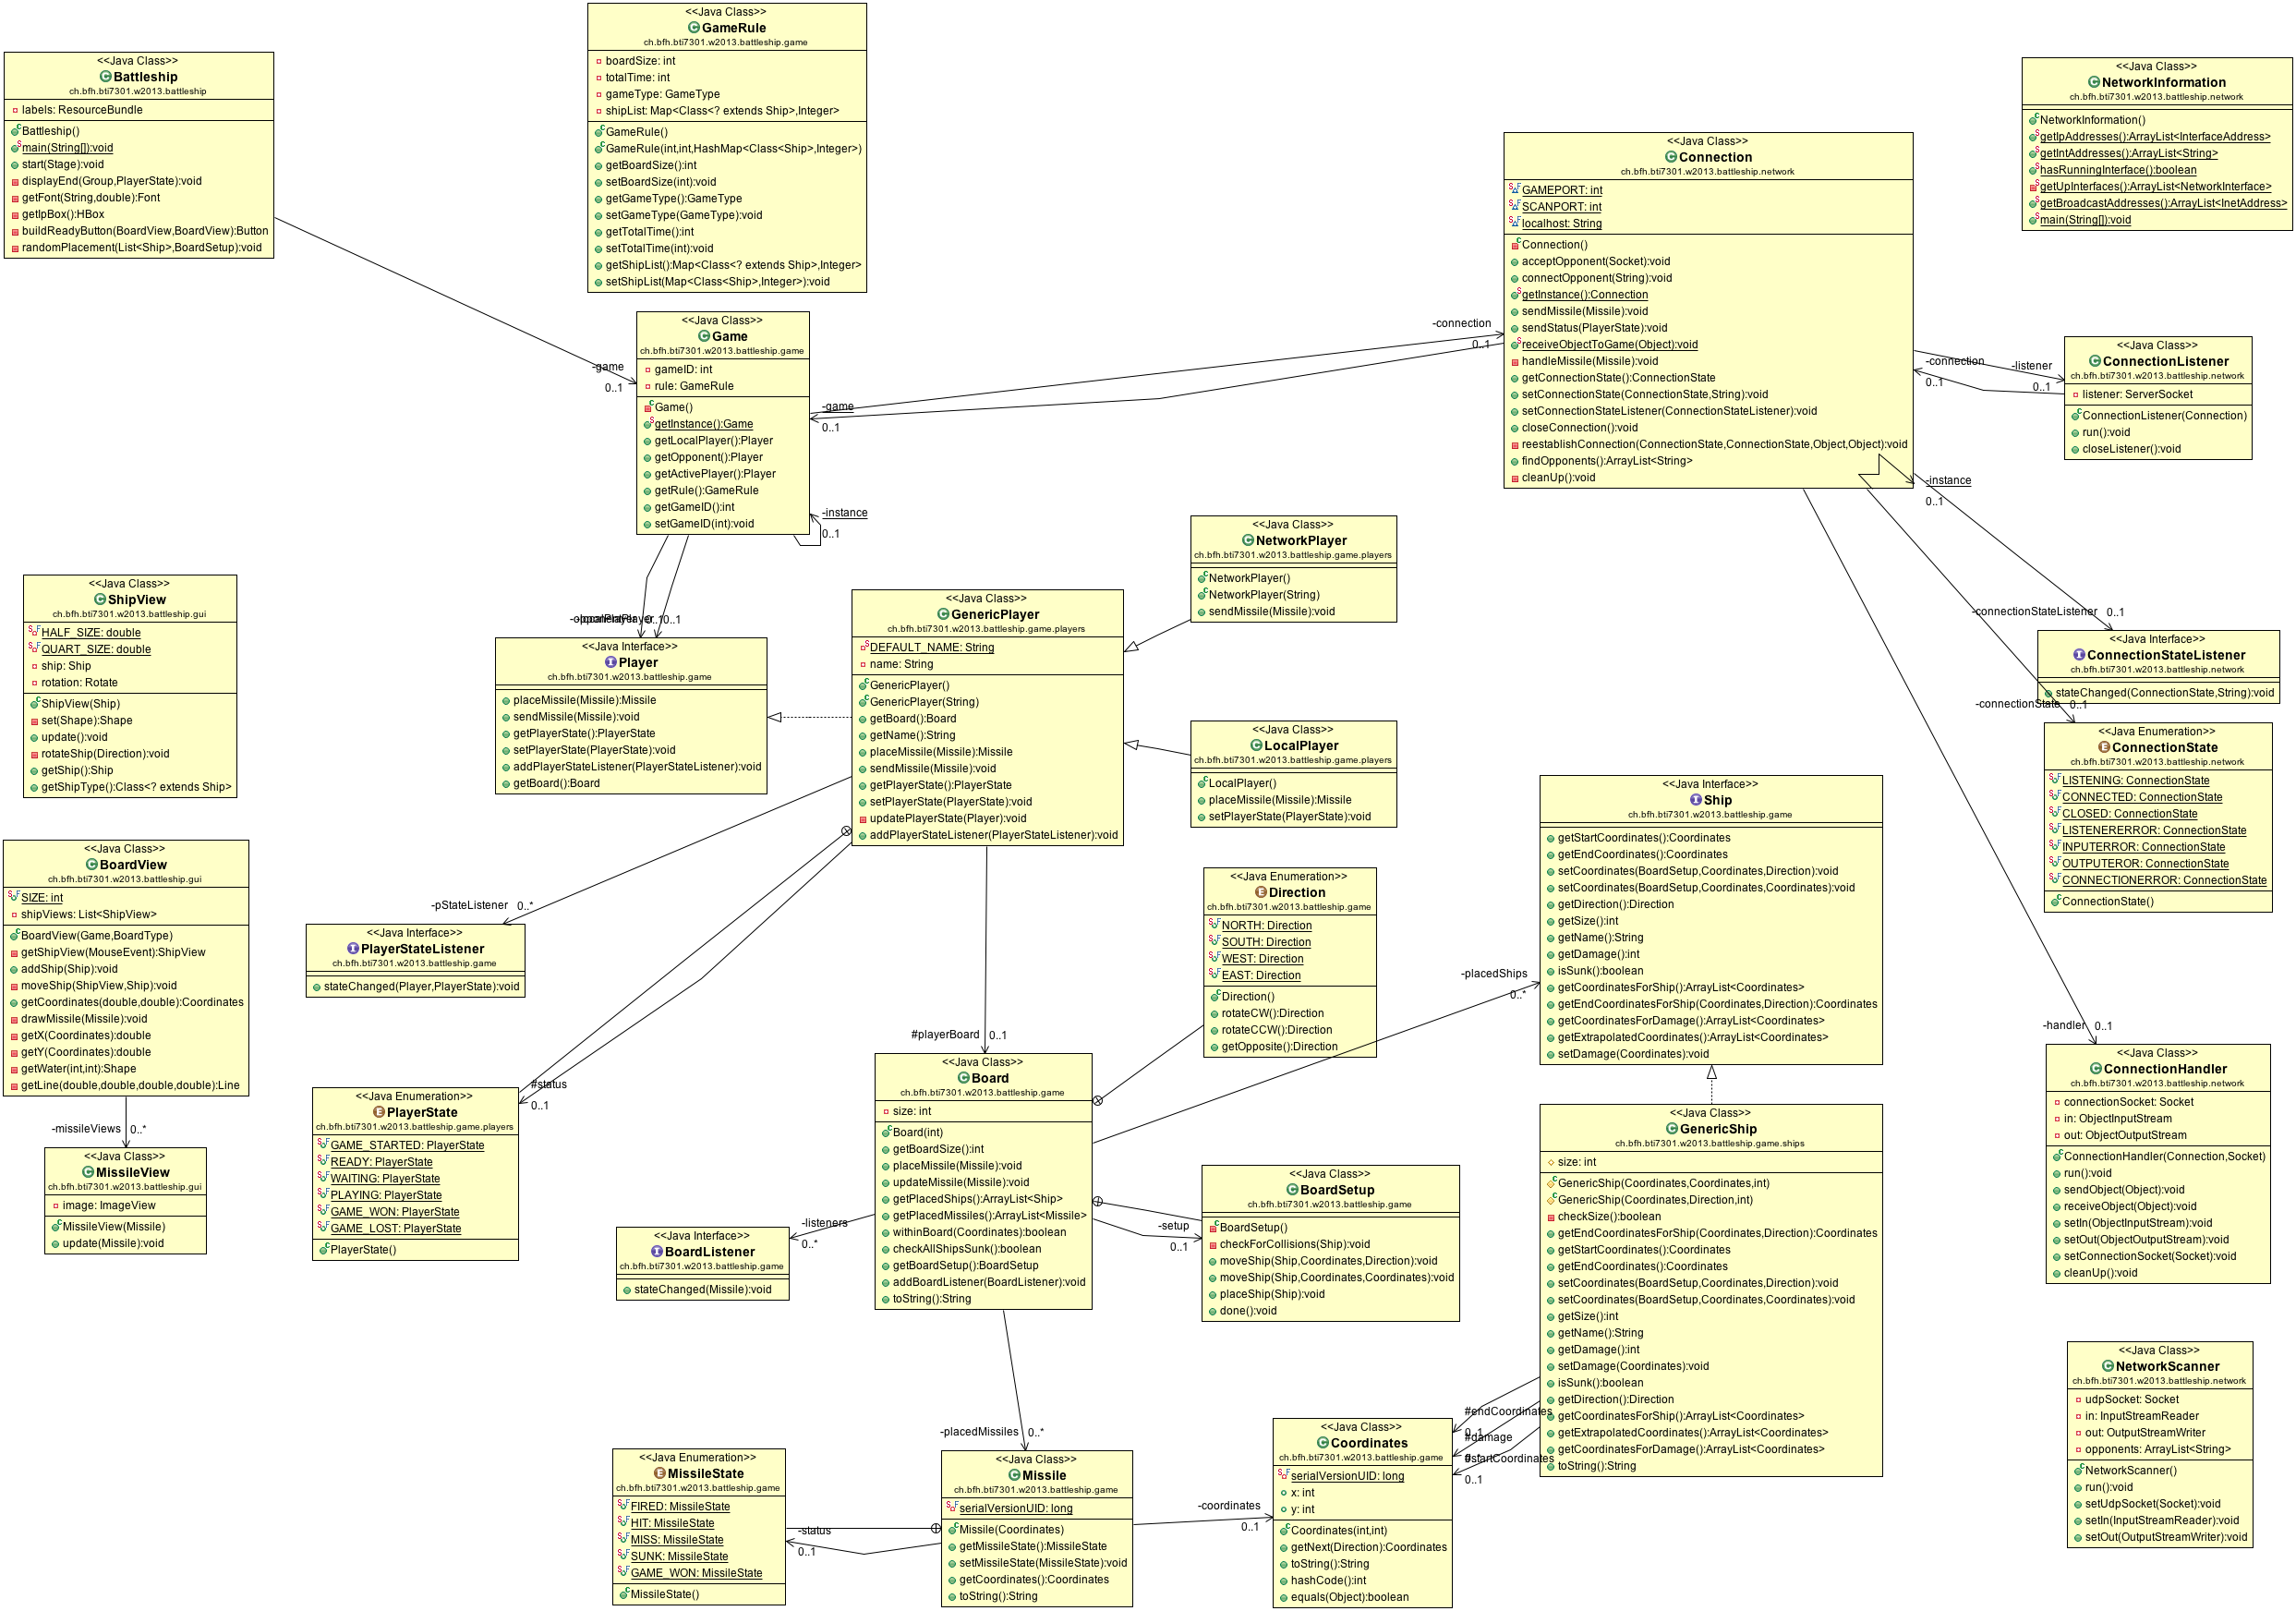 <<Java Class>>
Battleship
ch.bfh.bti7301.w2013.battleship
labels: ResourceBundle
Battleship()
main(String[]):void
start(Stage):void
displayEnd(Group,PlayerState):void
getFont(String,double):Font
getIpBox():HBox
buildReadyButton(BoardView,BoardView):Button
randomPlacement(List<Ship>,BoardSetup):void
<<Java Class>>
GameRule
ch.bfh.bti7301.w2013.battleship.game
boardSize: int
totalTime: int
gameType: GameType
shipList: Map<Class<? extends Ship>,Integer>
GameRule()
GameRule(int,int,HashMap<Class<Ship>,Integer>)
getBoardSize():int
setBoardSize(int):void
getGameType():GameType
setGameType(GameType):void
getTotalTime():int
setTotalTime(int):void
getShipList():Map<Class<? extends Ship>,Integer>
setShipList(Map<Class<Ship>,Integer>):void
<<Java Class>>
NetworkInformation
ch.bfh.bti7301.w2013.battleship.network
NetworkInformation()
getIpAddresses():ArrayList<InterfaceAddress>
getIntAddresses():ArrayList<String>
hasRunningInterface():boolean
getUpInterfaces():ArrayList<NetworkInterface>
getBroadcastAddresses():ArrayList<InetAddress>
main(String[]):void
<<Java Class>>
Connection
ch.bfh.bti7301.w2013.battleship.network
GAMEPORT: int
SCANPORT: int
localhost: String
Connection()
acceptOpponent(Socket):void
connectOpponent(String):void
getInstance():Connection
sendMissile(Missile):void
sendStatus(PlayerState):void
receiveObjectToGame(Object):void
handleMissile(Missile):void
getConnectionState():ConnectionState
setConnectionState(ConnectionState,String):void
setConnectionStateListener(ConnectionStateListener):void
closeConnection():void
reestablishConnection(ConnectionState,ConnectionState,Object,Object):void
findOpponents():ArrayList<String>
cleanUp():void
<<Java Class>>
Game
ch.bfh.bti7301.w2013.battleship.game
gameID: int
rule: GameRule
Game()
getInstance():Game
getLocalPlayer():Player
getOpponent():Player
getActivePlayer():Player
getRule():GameRule
getGameID():int
setGameID(int):void
-game
0..1
-connection
0..1
-game
0..1
-instance
0..1
-connection
0..1
-listener
0..1
<<Java Class>>
ConnectionListener
ch.bfh.bti7301.w2013.battleship.network
listener: ServerSocket
ConnectionListener(Connection)
run():void
closeListener():void
-instance
0..1
<<Java Class>>
NetworkPlayer
ch.bfh.bti7301.w2013.battleship.game.players
NetworkPlayer()
NetworkPlayer(String)
sendMissile(Missile):void
<<Java Class>>
ShipView
ch.bfh.bti7301.w2013.battleship.gui
HALF_SIZE: double
QUART_SIZE: double
ship: Ship
rotation: Rotate
ShipView(Ship)
set(Shape):Shape
update():void
rotateShip(Direction):void
getShip():Ship
getShipType():Class<? extends Ship>
0..1
<<Java Interface>>
Player
ch.bfh.bti7301.w2013.battleship.game
placeMissile(Missile):Missile
sendMissile(Missile):void
getPlayerState():PlayerState
setPlayerState(PlayerState):void
addPlayerStateListener(PlayerStateListener):void
getBoard():Board
<<Java Class>>
GenericPlayer
ch.bfh.bti7301.w2013.battleship.game.players
DEFAULT_NAME: String
name: String
GenericPlayer()
GenericPlayer(String)
getBoard():Board
getName():String
placeMissile(Missile):Missile
sendMissile(Missile):void
getPlayerState():PlayerState
setPlayerState(PlayerState):void
updatePlayerState(Player):void
addPlayerStateListener(PlayerStateListener):void
-connectionStateListener
0..1
<<Java Interface>>
ConnectionStateListener
ch.bfh.bti7301.w2013.battleship.network
stateChanged(ConnectionState,String):void
-connectionState
0..1
<<Java Class>>
LocalPlayer
ch.bfh.bti7301.w2013.battleship.game.players
LocalPlayer()
placeMissile(Missile):Missile
setPlayerState(PlayerState):void
<<Java Enumeration>>
ConnectionState
ch.bfh.bti7301.w2013.battleship.network
LISTENING: ConnectionState
CONNECTED: ConnectionState
CLOSED: ConnectionState
LISTENERERROR: ConnectionState
INPUTERROR: ConnectionState
OUTPUTEROR: ConnectionState
CONNECTIONERROR: ConnectionState
ConnectionState()
<<Java Interface>>
Ship
ch.bfh.bti7301.w2013.battleship.game
getStartCoordinates():Coordinates
getEndCoordinates():Coordinates
setCoordinates(BoardSetup,Coordinates,Direction):void
setCoordinates(BoardSetup,Coordinates,Coordinates):void
getDirection():Direction
getSize():int
getName():String
getDamage():int
isSunk():boolean
getCoordinatesForShip():ArrayList<Coordinates>
getEndCoordinatesForShip(Coordinates,Direction):Coordinates
getCoordinatesForDamage():ArrayList<Coordinates>
getExtrapolatedCoordinates():ArrayList<Coordinates>
setDamage(Coordinates):void
<<Java Class>>
BoardView
ch.bfh.bti7301.w2013.battleship.gui
SIZE: int
shipViews: List<ShipView>
BoardView(Game,BoardType)
getShipView(MouseEvent):ShipView
addShip(Ship):void
moveShip(ShipView,Ship):void
getCoordinates(double,double):Coordinates
drawMissile(Missile):void
getX(Coordinates):double
getY(Coordinates):double
getWater(int,int):Shape
getLine(double,double,double,double):Line
<<Java Enumeration>>
Direction
ch.bfh.bti7301.w2013.battleship.game
NORTH: Direction
SOUTH: Direction
WEST: Direction
EAST: Direction
Direction()
rotateCW():Direction
rotateCCW():Direction
getOpposite():Direction
-pStateListener
0..*
<<Java Interface>>
PlayerStateListener
ch.bfh.bti7301.w2013.battleship.game
stateChanged(Player,PlayerState):void
-placedShips
0..*
#playerBoard
0..1
-handler
0..1
<<Java Class>>
ConnectionHandler
ch.bfh.bti7301.w2013.battleship.network
connectionSocket: Socket
in: ObjectInputStream
out: ObjectOutputStream
ConnectionHandler(Connection,Socket)
run():void
sendObject(Object):void
receiveObject(Object):void
setIn(ObjectInputStream):void
setOut(ObjectOutputStream):void
setConnectionSocket(Socket):void
cleanUp():void
<<Java Class>>
Board
ch.bfh.bti7301.w2013.battleship.game
size: int
Board(int)
getBoardSize():int
placeMissile(Missile):void
updateMissile(Missile):void
getPlacedShips():ArrayList<Ship>
getPlacedMissiles():ArrayList<Missile>
withinBoard(Coordinates):boolean
checkAllShipsSunk():boolean
getBoardSetup():BoardSetup
addBoardListener(BoardListener):void
toString():String
#status
0..1
<<Java Enumeration>>
PlayerState
ch.bfh.bti7301.w2013.battleship.game.players
GAME_STARTED: PlayerState
READY: PlayerState
WAITING: PlayerState
PLAYING: PlayerState
GAME_WON: PlayerState
GAME_LOST: PlayerState
PlayerState()
<<Java Class>>
GenericShip
ch.bfh.bti7301.w2013.battleship.game.ships
size: int
GenericShip(Coordinates,Coordinates,int)
GenericShip(Coordinates,Direction,int)
checkSize():boolean
getEndCoordinatesForShip(Coordinates,Direction):Coordinates
getStartCoordinates():Coordinates
getEndCoordinates():Coordinates
setCoordinates(BoardSetup,Coordinates,Direction):void
setCoordinates(BoardSetup,Coordinates,Coordinates):void
getSize():int
getName():String
getDamage():int
setDamage(Coordinates):void
isSunk():boolean
getDirection():Direction
getCoordinatesForShip():ArrayList<Coordinates>
getExtrapolatedCoordinates():ArrayList<Coordinates>
getCoordinatesForDamage():ArrayList<Coordinates>
toString():String
-missileViews
0..*
<<Java Class>>
MissileView
ch.bfh.bti7301.w2013.battleship.gui
image: ImageView
MissileView(Missile)
update(Missile):void
<<Java Class>>
BoardSetup
ch.bfh.bti7301.w2013.battleship.game
BoardSetup()
checkForCollisions(Ship):void
moveShip(Ship,Coordinates,Direction):void
moveShip(Ship,Coordinates,Coordinates):void
placeShip(Ship):void
done():void
-listeners
0..*
-setup
0..1
<<Java Interface>>
BoardListener
ch.bfh.bti7301.w2013.battleship.game
stateChanged(Missile):void
<<Java Class>>
NetworkScanner
ch.bfh.bti7301.w2013.battleship.network
udpSocket: Socket
in: InputStreamReader
out: OutputStreamWriter
opponents: ArrayList<String>
NetworkScanner()
run():void
setUdpSocket(Socket):void
setIn(InputStreamReader):void
setOut(OutputStreamWriter):void
#endCoordinates
0..1
#damage
#startCoordinates
0..1
-placedMissiles
0..*
<<Java Class>>
Coordinates
ch.bfh.bti7301.w2013.battleship.game
serialVersionUID: long
x: int
y: int
Coordinates(int,int)
getNext(Direction):Coordinates
toString():String
hashCode():int
equals(Object):boolean
<<Java Enumeration>>
MissileState
ch.bfh.bti7301.w2013.battleship.game
FIRED: MissileState
HIT: MissileState
MISS: MissileState
SUNK: MissileState
GAME_WON: MissileState
MissileState()
<<Java Class>>
Missile
ch.bfh.bti7301.w2013.battleship.game
serialVersionUID: long
Missile(Coordinates)
getMissileState():MissileState
setMissileState(MissileState):void
getCoordinates():Coordinates
toString():String
-status
0..1
-coordinates
0..1